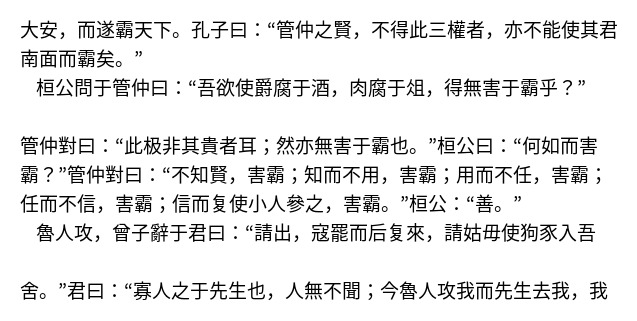 大安，而遂霸天下。孔子曰：“管仲之賢，不得此三權者，亦不能使其君
南面而霸矣。”
桓公問于管仲曰：“吾欲使爵腐于酒，肉腐于俎，得無害于霸乎？”
管仲對曰：“此极非其貴者耳；然亦無害于霸也。”桓公曰：“何如而害
霸？”管仲對曰：“不知賢，害霸；知而不用，害霸；用而不任，害霸；
任而不信，害霸；信而复使小人參之，害霸。”桓公：“善。”
魯人攻，曾子辭于君曰：“請出，寇罷而后复來，請姑毋使狗豕入吾
舍。”君曰：“寡人之于先生也，人無不聞；今魯人攻我而先生去我，我